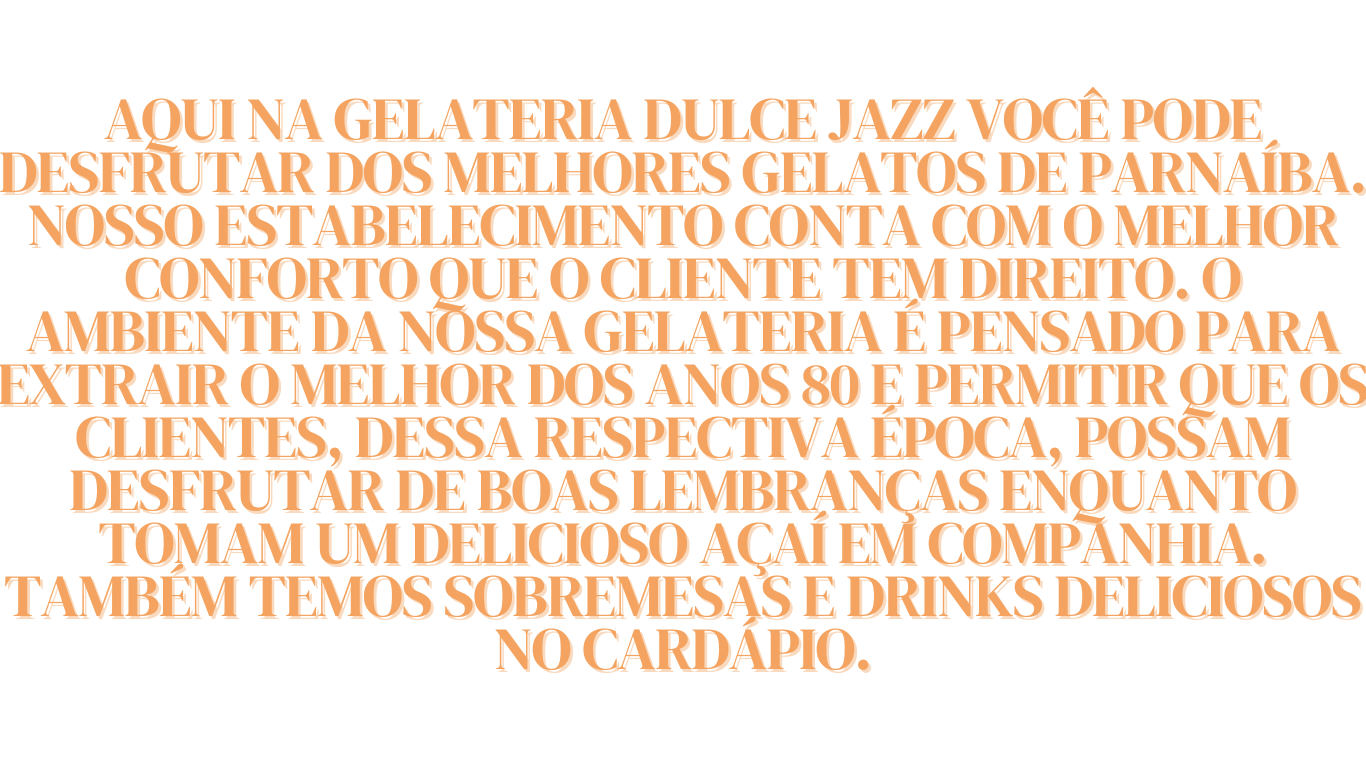 AQUI NA GELATERIA DULCE JAZZ VOCÊ PODE
DESFRUTAR DOS MELHORES GELATOS DE PARNAÍBA.
NOSSO ESTABELECIMENTO CONTA COM O MELHOR
CONFORTO QUE O CLIENTE TEM DIREITO. O
AMBIENTE DA NOSSA GELATERIA É PENSADO PARA
EXTRAIR O MELHOR DOS ANOS 80 E PERMITIR QUE OS
CLIENTES, DESSA RESPECTIVA ÉPOCA, POSSAM
DESFRUTAR DE BOAS LEMBRANÇAS ENQUANTO
TOMAM UM DELICIOSO AÇAÍ EM COMPANHIA.
TAMBÉM TEMOS SOBREMESAS E DRINKS DELICIOSOS
NO CARDÁPIO.